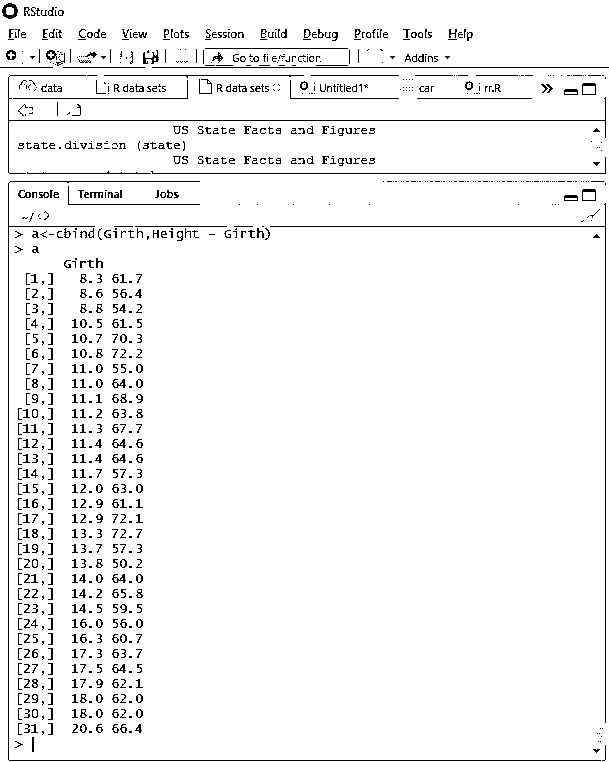 RStudio
File Edit Code View Plots Session Build Debug Profile Tools Help
Go to file/function Addins
data R data sets R data sets Untitled1* car rr.R
US State Facts and Figures
state.division (state)
US State Facts and Figures
Console Terminal Jobs
~/
> a<-cbind(Girth,Height - Girth)
> a
Girth
[1,] 8.3 61.7
[2,] 8.6 56.4
[3,] 8.8 54.2
[4,] 10.5 61.5
[5,] 10.7 70.3
[6,] 10.8 72.2
[7,] 11.0 55.0
[8,] 11.0 64.0
[9,] 11.1 68.9
[10,] 11.2 63.8
[11,] 11.3 67.7
[12,] 11.4 64.6
[13,] 11.4 64.6
[14,] 11.7 57.3
[15,] 12.0 63.0
[16,] 12.9 61.1
[17,] 12.9 72.1
[18,] 13.3 72.7
[19,] 13.7 57.3
[20,] 13.8 50.2
[21,] 14.0 64.0
[22,] 14.2 65.8
[23,] 14.5 59.5
[24,] 16.0 56.0
[25,] 16.3 60.7
[26,] 17.3 63.7
[27,] 17.5 64.5
[28,] 17.9 62.1
[29,] 18.0 62.0
[30,] 18.0 62.0
[31,] 20.6 66.4
>